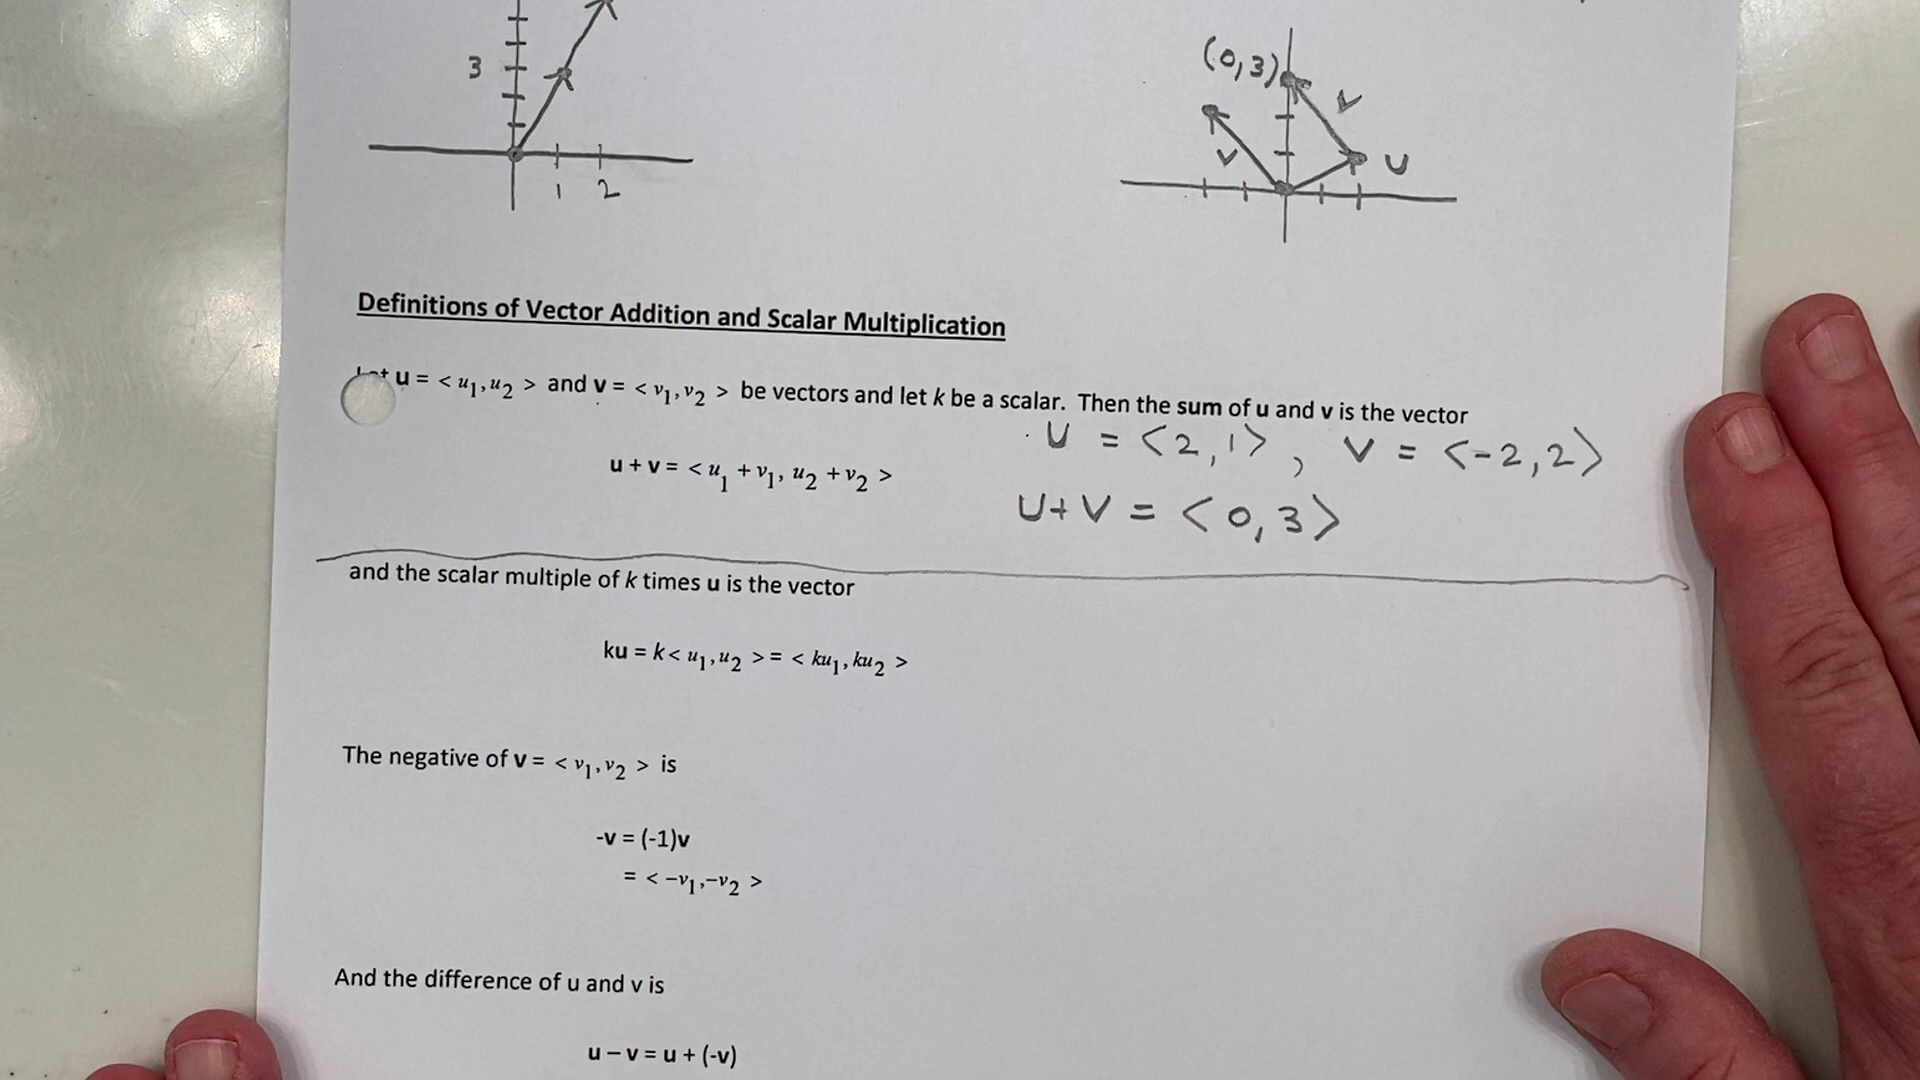 3
1 2
(0,3)
v
v
u
Definitions of Vector Addition and Scalar Multiplication
Let u = < u₁, u₂ > and v = < v₁, v₂ > be vectors and let k be a scalar. Then the sum of u and v is the vector
u + v = < u₁ + v₁, u₂ + v₂ >
U = <2,1>, V = <-2,2>
U+V = <0,3>
and the scalar multiple of k times u is the vector
ku = k< u₁, u₂ > = < ku₁, ku₂ >
The negative of v = < v₁, v₂ > is
-v = (-1)v
= < −v₁,−v₂ >
And the difference of u and v is
u – v = u + (-v)